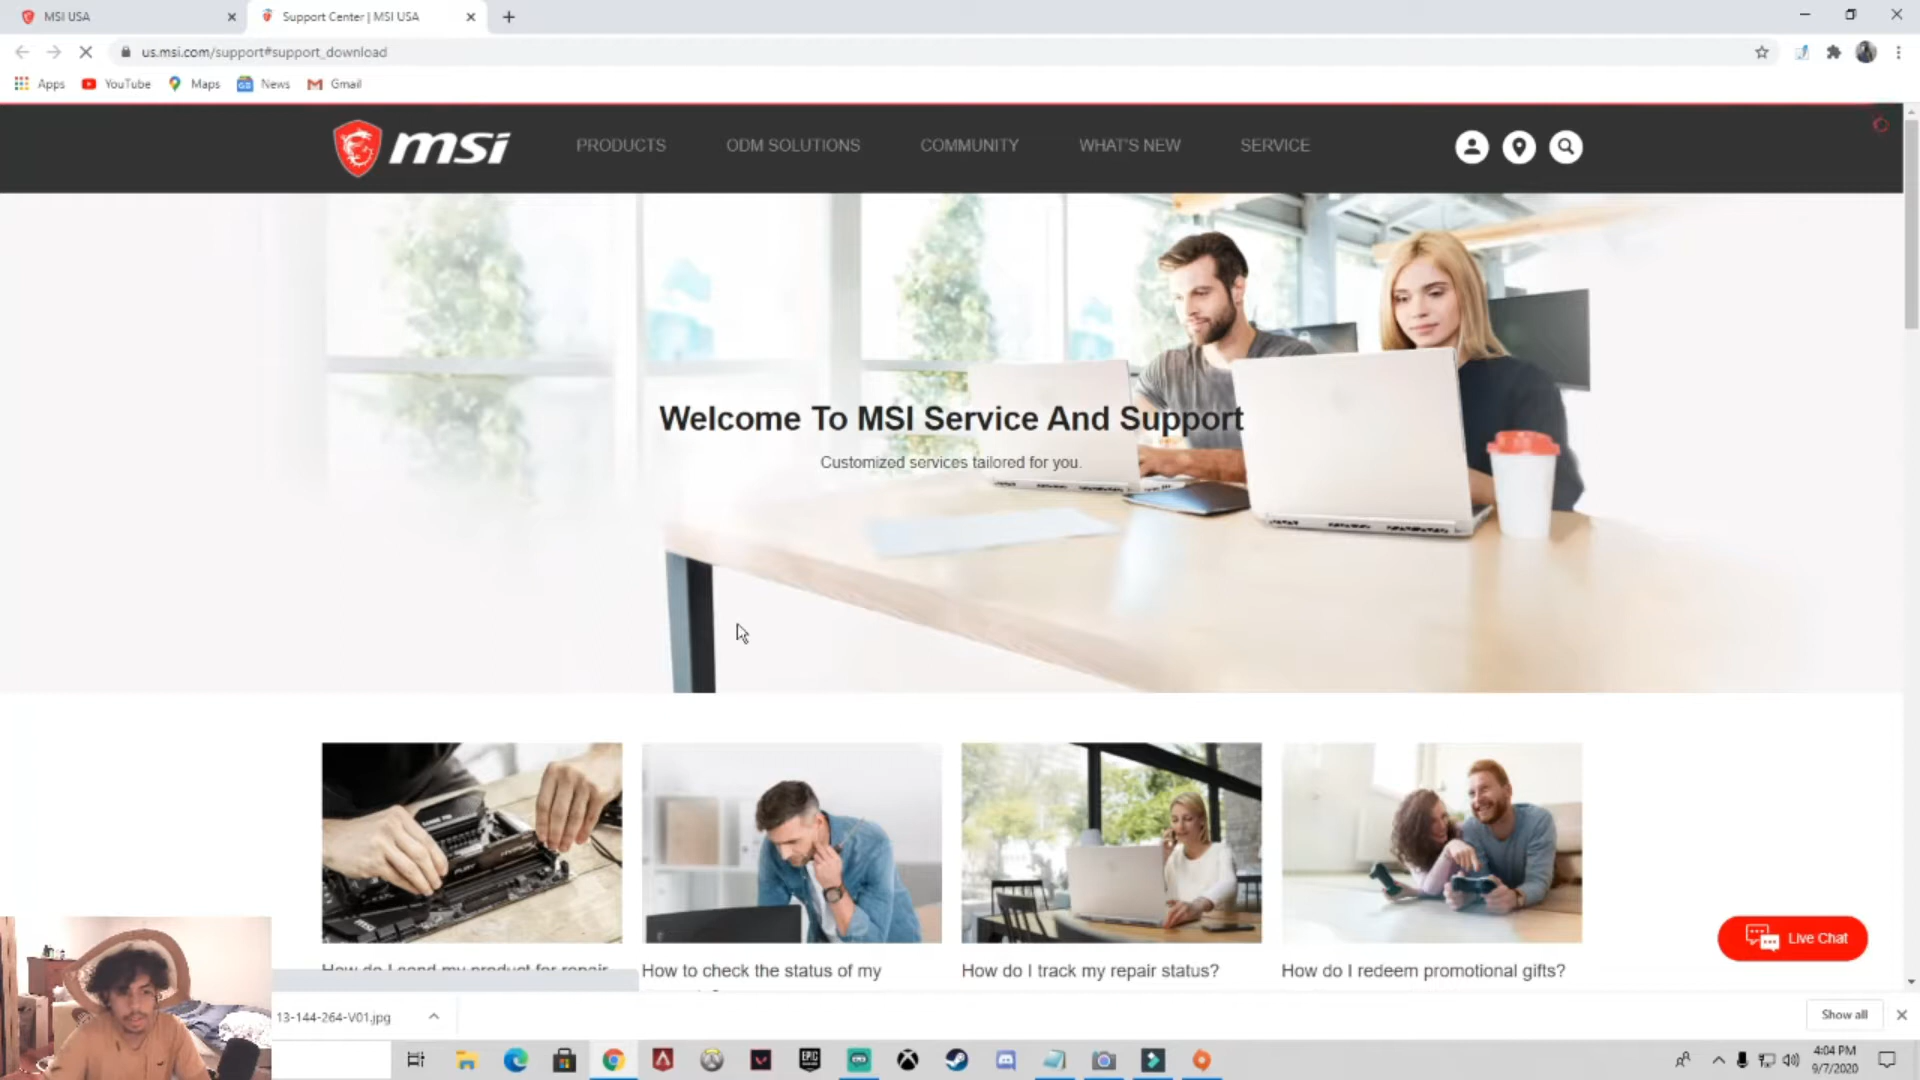 MSI USA
Support Center | MSI USA
us.msi.com/support#support_download
Apps YouTube Maps News Gmail
msi PRODUCTS ODM SOLUTIONS COMMUNITY WHAT'S NEW SERVICE
Welcome To MSI Service And Support
Customized services tailored for you.
How do I send my product for repair
How to check the status of my
How do I track my repair status?
How do I redeem promotional gifts?
Live Chat
13-144-264-V01.jpg
Show all
EPIC
4:04 PM
9/7/2020